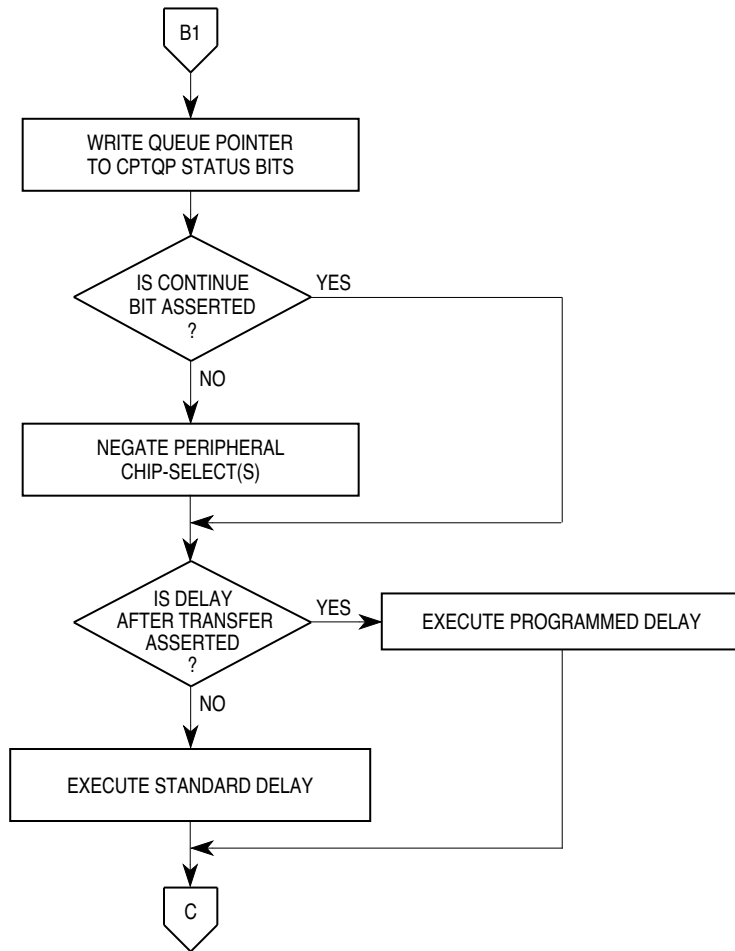 B1
WRITE QUEUE POINTER
TO CPTQP STATUS BITS
IS CONTINUE
BIT ASSERTED
?
YES
NO
NEGATE PERIPHERAL
CHIP-SELECT(S)
IS DELAY
AFTER TRANSFER
ASSERTED
?
YES
EXECUTE PROGRAMMED DELAY
NO
EXECUTE STANDARD DELAY
C